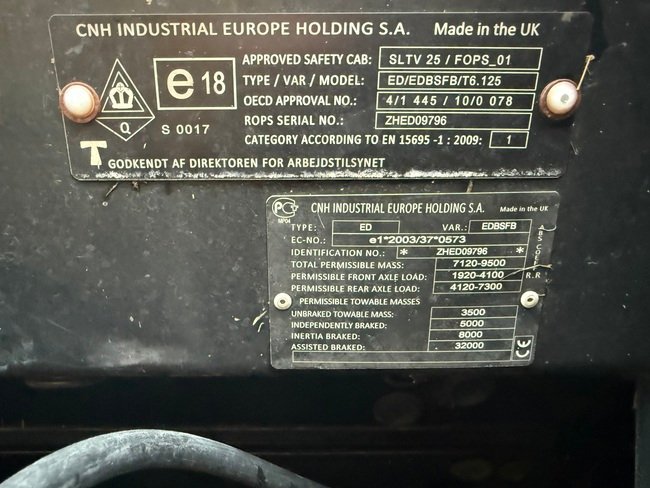 CNH INDUSTRIAL EUROPE HOLDING S.A. Made in the UK
APPROVED SAFETY CAB: SLTV 25 / FOPS_01
e 18 TYPE / VAR / MODEL: ED/EDBSFB/T6.125
OECD APPROVAL NO.: 4/1 445 / 10/0 078
Q S 0017 ROPS SERIAL NO.: ZHED09796
CATEGORY ACCORDING TO EN 15695 -1 : 2009: 1
T GODKENDT AF DIREKTOREN FOR ARBEJDSTILSYNET
PC CNH INDUSTRIAL EUROPE HOLDING S.A. Made in the UK
MP04
TYPE: ED VAR.: EDBSFB
EC-NO.: e1*2003/37*0573
IDENTIFICATION NO.: * ZHED09796 *
TOTAL PERMISSIBLE MASS: 7120-9500
PERMISSIBLE FRONT AXLE LOAD: 1920-4100 R.R
PERMISSIBLE REAR AXLE LOAD: 4120-7300
PERMISSIBLE TOWABLE MASSES
UNBRAKED TOWABLE MASS: 3500
INDEPENDENTLY BRAKED: 5000
INERTIA BRAKED: 8000
ASSISTED BRAKED: 32000